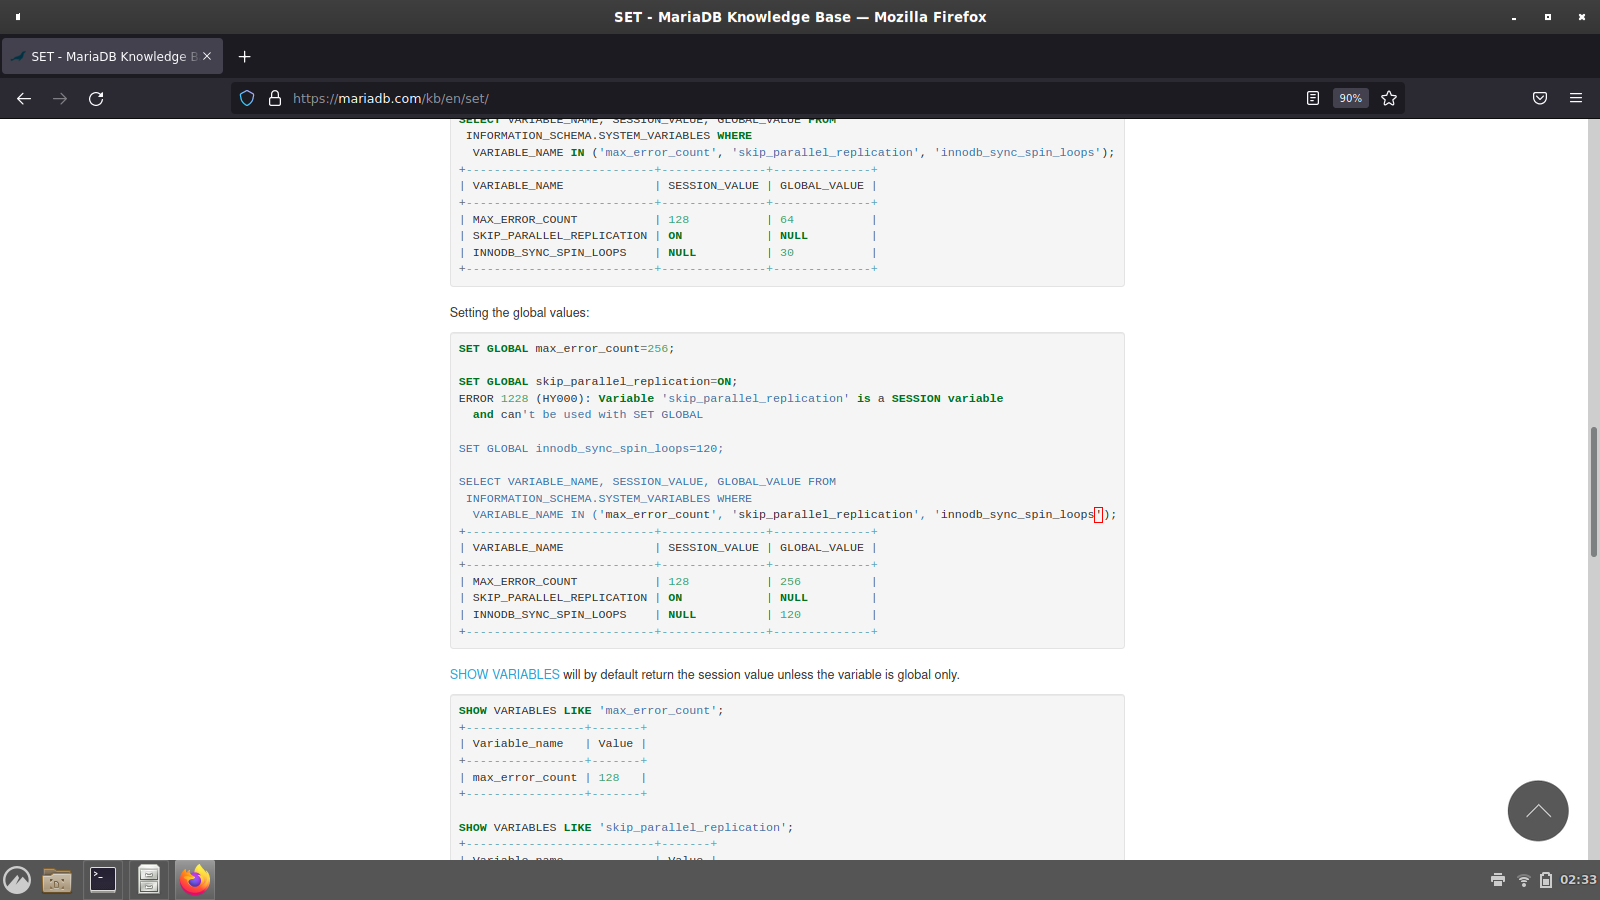 SET - MariaDB Knowledge Base — Mozilla Firefox
SET - MariaDB Knowledge B
https://mariadb.com/kb/en/set/
90%
SELECT VARIABLE_NAME, SESSION_VALUE, GLOBAL_VALUE FROM
INFORMATION_SCHEMA.SYSTEM_VARIABLES WHERE
VARIABLE_NAME IN ('max_error_count', 'skip_parallel_replication', 'innodb_sync_spin_loops');
+---------------------------+---------------+--------------+
| VARIABLE_NAME             | SESSION_VALUE | GLOBAL_VALUE |
+---------------------------+---------------+--------------+
| MAX_ERROR_COUNT           | 128           | 64           |
| SKIP_PARALLEL_REPLICATION | ON            | NULL         |
| INNODB_SYNC_SPIN_LOOPS    | NULL          | 30           |
+---------------------------+---------------+--------------+
Setting the global values:
SET GLOBAL max_error_count=256;
SET GLOBAL skip_parallel_replication=ON;
ERROR 1228 (HY000): Variable 'skip_parallel_replication' is a SESSION variable
and can't be used with SET GLOBAL
SET GLOBAL innodb_sync_spin_loops=120;
SELECT VARIABLE_NAME, SESSION_VALUE, GLOBAL_VALUE FROM
INFORMATION_SCHEMA.SYSTEM_VARIABLES WHERE
VARIABLE_NAME IN ('max_error_count', 'skip_parallel_replication', 'innodb_sync_spin_loops');
+---------------------------+---------------+--------------+
| VARIABLE_NAME             | SESSION_VALUE | GLOBAL_VALUE |
+---------------------------+---------------+--------------+
| MAX_ERROR_COUNT           | 128           | 256          |
| SKIP_PARALLEL_REPLICATION | ON            | NULL         |
| INNODB_SYNC_SPIN_LOOPS    | NULL          | 120          |
+---------------------------+---------------+--------------+
SHOW VARIABLES will by default return the session value unless the variable is global only.
SHOW VARIABLES LIKE 'max_error_count';
+-----------------+-------+
| Variable_name   | Value |
+-----------------+-------+
| max_error_count | 128   |
+-----------------+-------+
SHOW VARIABLES LIKE 'skip_parallel_replication';
+---------------------------+-------+
| Variable_name             | Value |
02:33